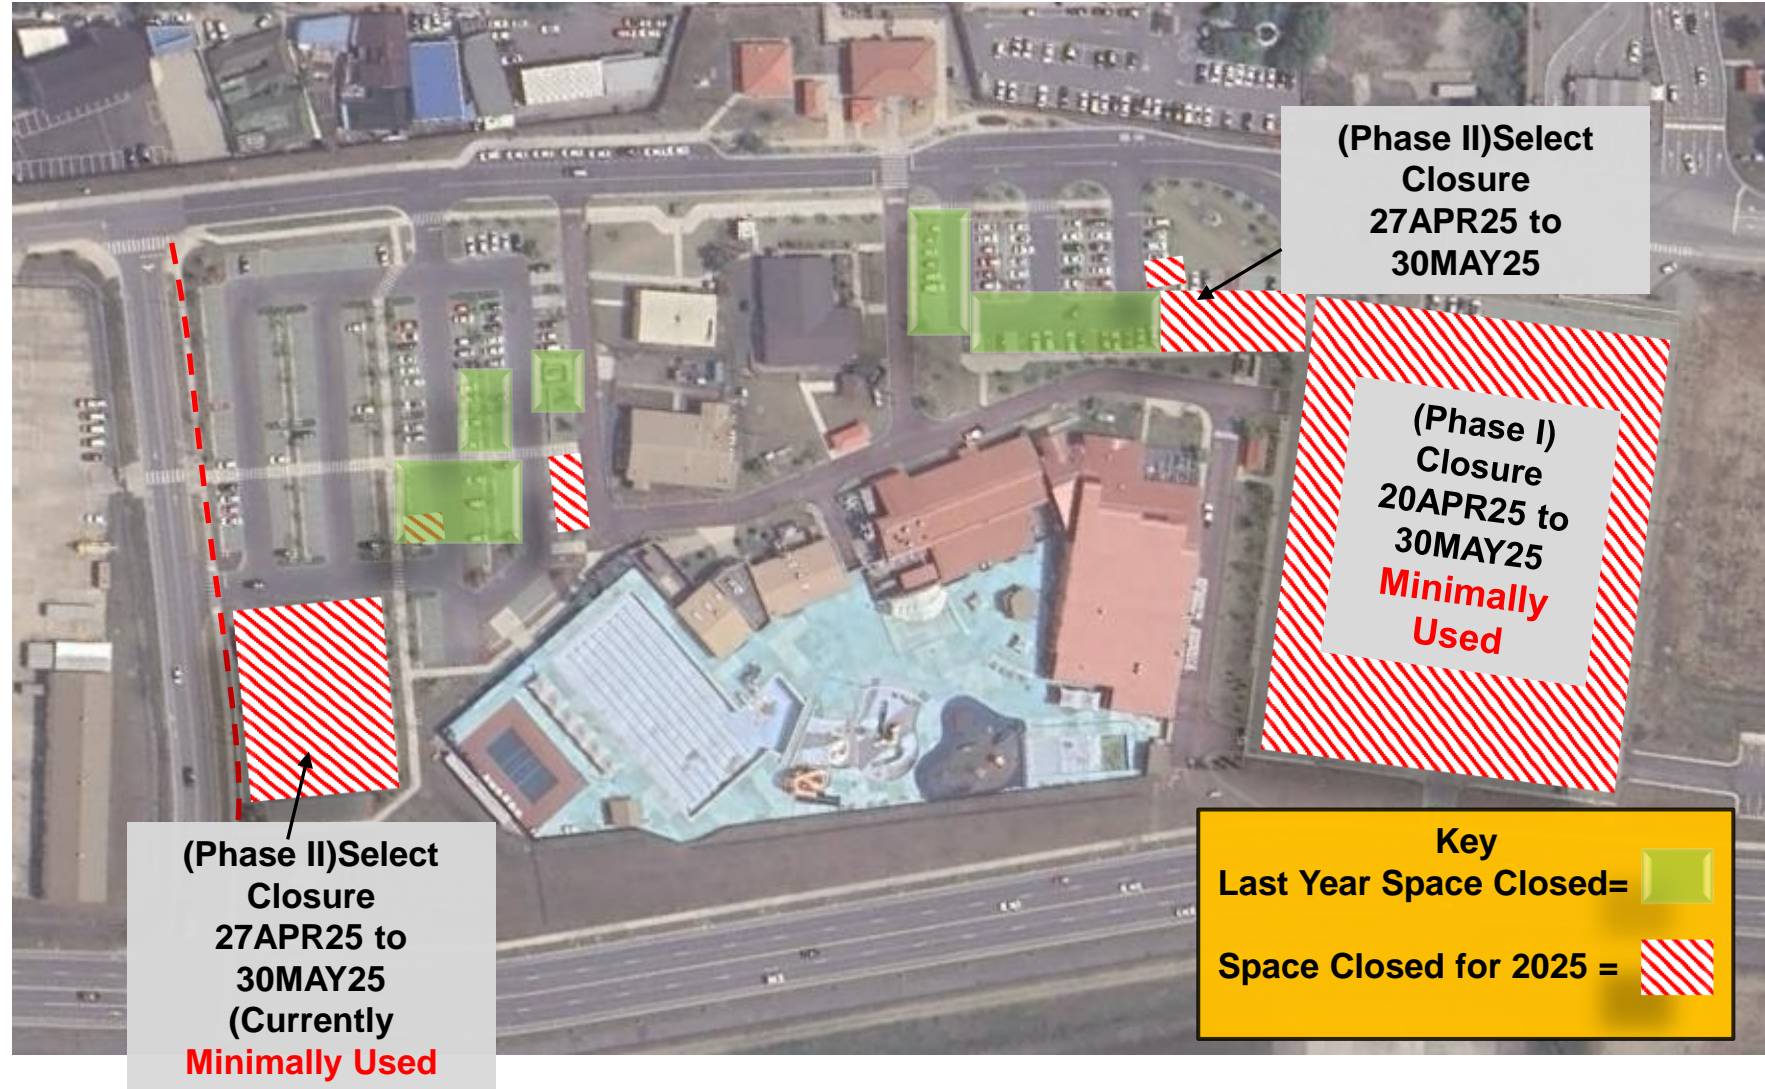 (Phase II)Select
Closure
27APR25 to
30MAY25
(Phase I)
Closure
20APR25 to
30MAY25
Minimally
Used
(Phase II)Select
Closure
27APR25 to
30MAY25
(Currently
Minimally Used
Key
Last Year Space Closed=
Space Closed for 2025 =